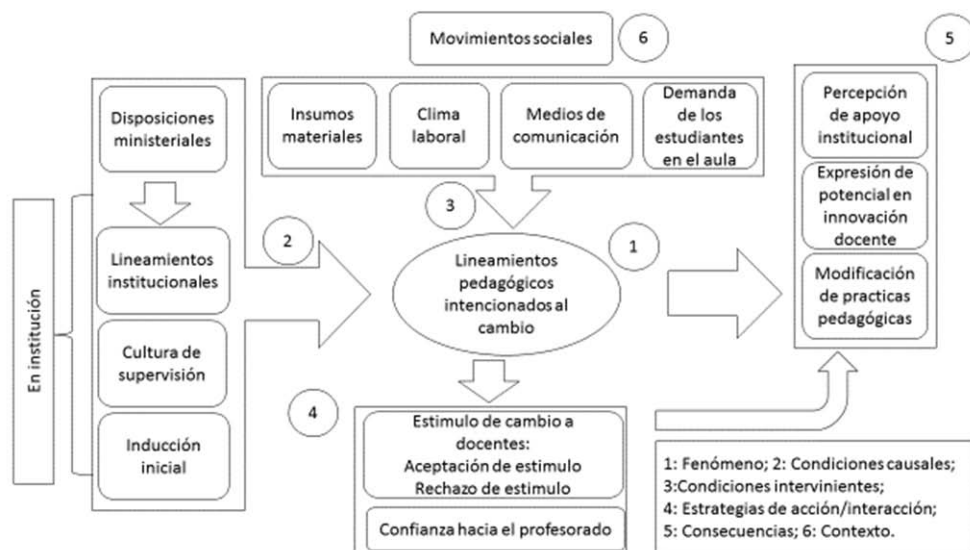 Movimientos sociales
6
5
Disposiciones
ministeriales
Insumos
materiales
Clima
laboral
Medios de
comunicación
Demanda
de los
estudiantes
en el aula
Percepción
de apoyo
institucional
Expresión de
potencial en
innovación
docente
Modificación
de practicas
pedagógicas
3
2
1
En institución
Lineamientos
institucionales
Cultura de
supervisión
Inducción
inicial
Lineamientos
pedagógicos
intencionados al
cambio
4
Estimulo de cambio a
docentes:
Aceptación de estimulo
Rechazo de estimulo
Confianza hacia el profesorado
1: Fenómeno; 2: Condiciones causales;
3:Condiciones intervinientes;
4: Estrategias de acción/interacción;
5: Consecuencias; 6: Contexto.